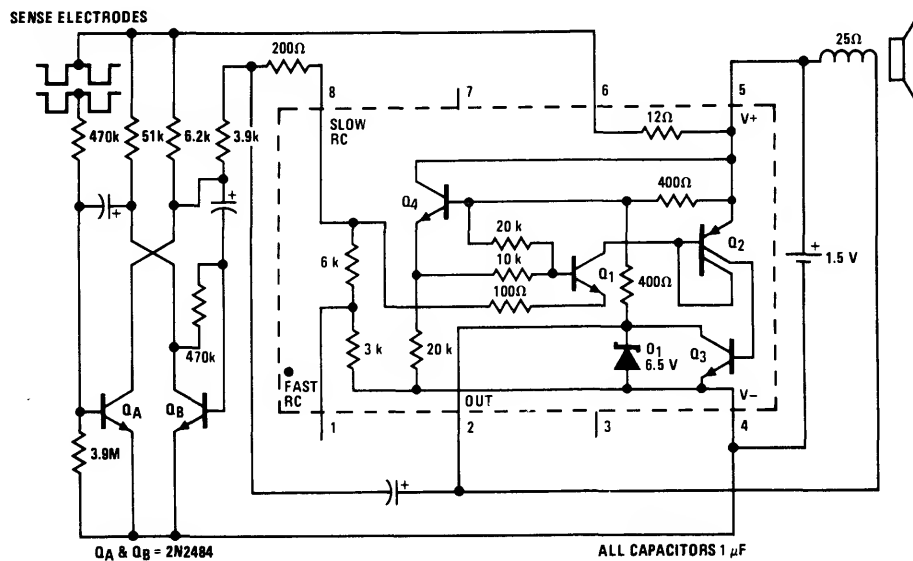 SENSE ELECTRODES
25Ω
200Ω
8
7
6
5
SLOW
RC
V+
12Ω
470k
51k
6.2k
3.9k
+
+
Q4
400Ω
20 k
Q2
+
1.5 V
6 k
10 k
Q1
400Ω
100Ω
470k
3 k
20 k
D1
6.5 V
Q3
FAST
RC
QA
QB
OUT
V−
1
2
3
4
3.9M
+
QA & QB = 2N2484
ALL CAPACITORS 1 μF